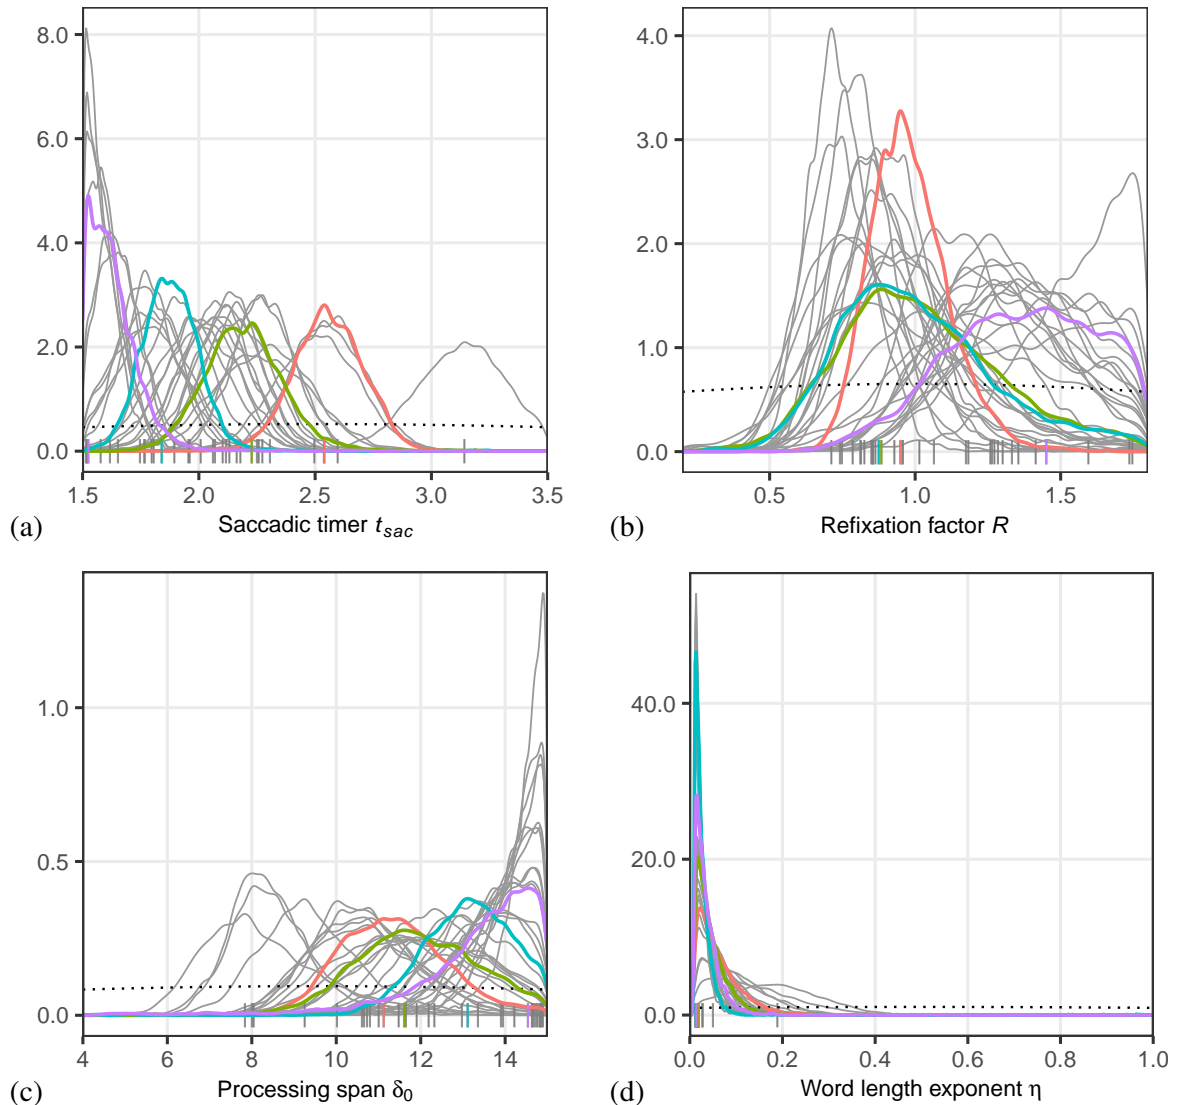 8.0
6.0
4.0
2.0
0.0
1.5 2.0 2.5 3.0 3.5
(a) Saccadic timer t_sac
4.0
3.0
2.0
1.0
0.0
0.5 1.0 1.5
(b) Refixation factor R
1.0
0.5
0.0
4 6 8 10 12 14
(c) Processing span δ₀
40.0
20.0
0.0
0.0 0.2 0.4 0.6 0.8 1.0
(d) Word length exponent η